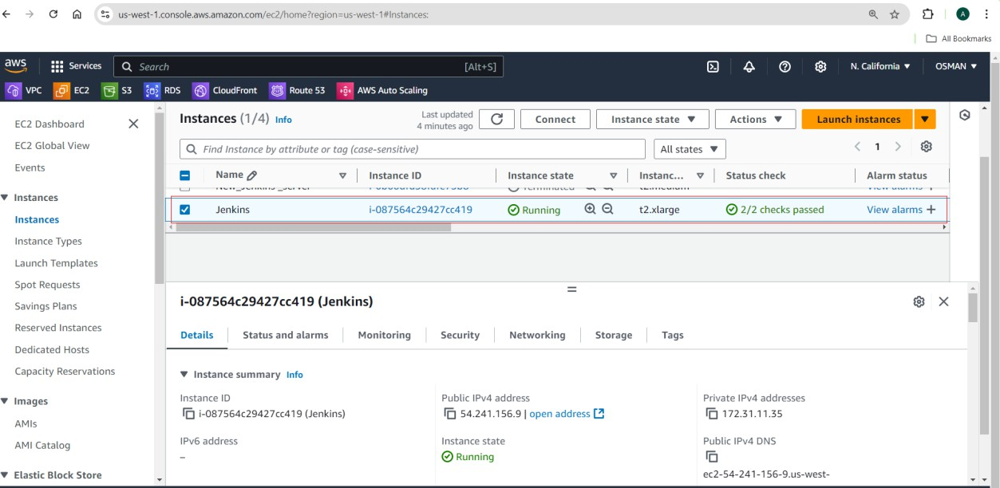 us-west-1.console.aws.amazon.com/ec2/home?region=us-west-1#Instances:
A
All Bookmarks
aws
Services
Search
[Alt+S]
N. California
OSMAN
VPC
EC2
S3
RDS
CloudFront
Route 53
AWS Auto Scaling
EC2 Dashboard
EC2 Global View
Events
Instances
Instances
Instance Types
Launch Templates
Spot Requests
Savings Plans
Reserved Instances
Dedicated Hosts
Capacity Reservations
Images
AMIs
AMI Catalog
Elastic Block Store
Instances (1/4) Info
Last updated
4 minutes ago
Connect
Instance state
Actions
Launch instances
Find Instance by attribute or tag (case-sensitive)
All states
1
Name
Instance ID
Instance state
Instanc...
Status check
Alarm status
New_Jenkins_server
Terminated
t2.medium
View alarms +
Jenkins
i-087564c29427cc419
Running
t2.xlarge
2/2 checks passed
View alarms +
i-087564c29427cc419 (Jenkins)
Details
Status and alarms
Monitoring
Security
Networking
Storage
Tags
Instance summary Info
Instance ID
i-087564c29427cc419 (Jenkins)
Public IPv4 address
54.241.156.9 | open address
Private IPv4 addresses
172.31.11.35
IPv6 address
–
Instance state
Running
Public IPv4 DNS
ec2-54-241-156-9.us-west-